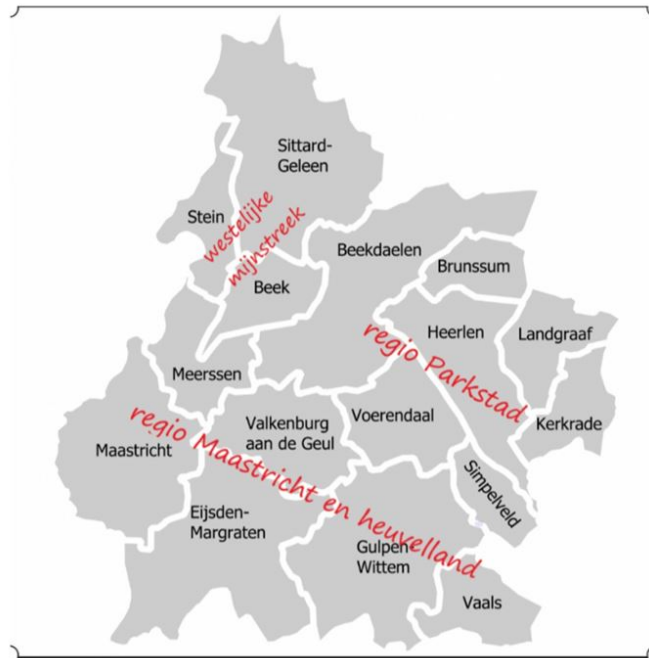 Sittard-
Geleen
Stein
westelijke
mijnstreek
Beek
Beekdaelen
Brunssum
Heerlen
Landgraaf
regio Parkstad
Kerkrade
Meerssen
Maastricht
Valkenburg
aan de Geul
Voerendaal
regio Maastricht en heuvelland
Simpelveld
Eijsden-
Margraten
Gulpen-
Wittem
Vaals